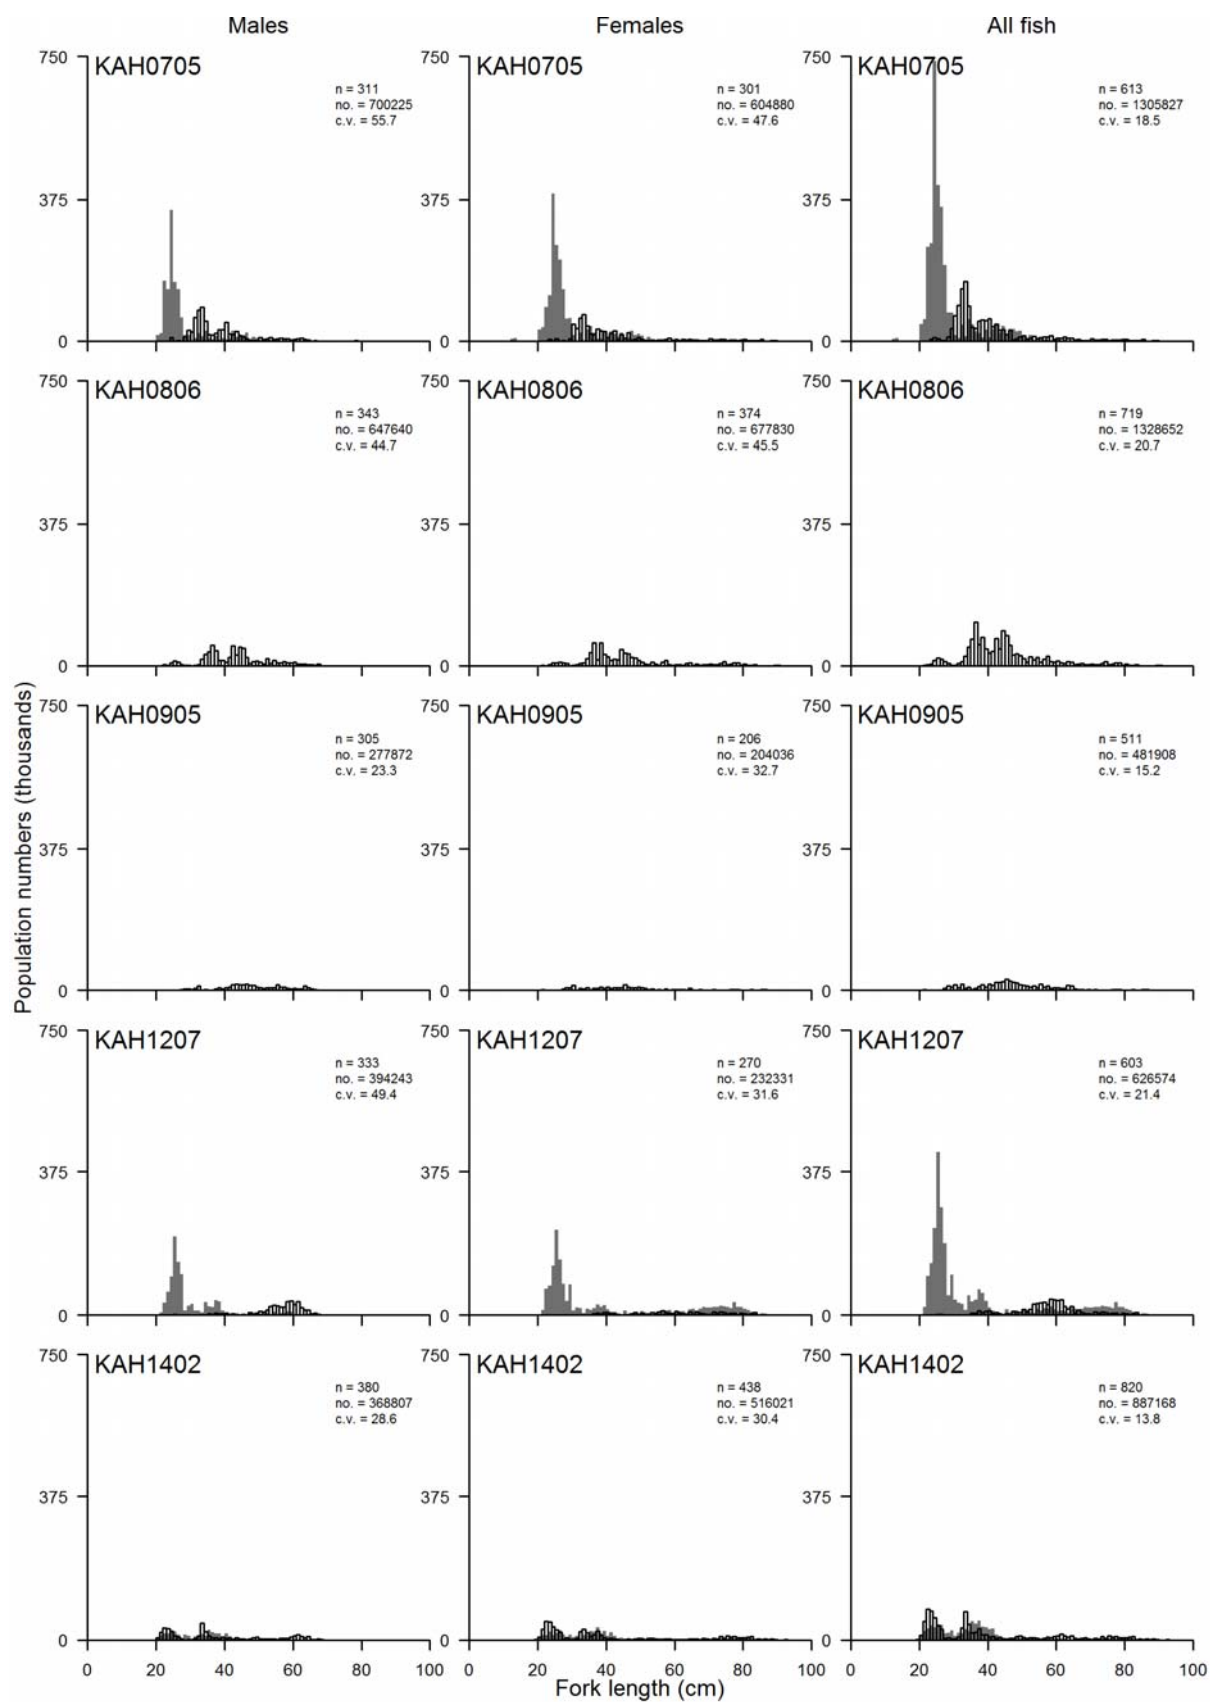 Males Females All fish
750 KAH0705 750 KAH0705 750 KAH0705
n = 311 n = 301 n = 613
no. = 700225 no. = 604880 no. = 1305827
c.v. = 55.7 c.v. = 47.6 c.v. = 18.5
375 375 375
0 0 0
750 KAH0806 750 KAH0806 750 KAH0806
n = 343 n = 374 n = 719
no. = 647640 no. = 677830 no. = 1328652
c.v. = 44.7 c.v. = 45.5 c.v. = 20.7
375 375 375
0 0 0
Population numbers (thousands)
750 KAH0905 750 KAH0905 750 KAH0905
n = 305 n = 206 n = 511
no. = 277872 no. = 204036 no. = 481908
c.v. = 23.3 c.v. = 32.7 c.v. = 15.2
375 375 375
0 0 0
750 KAH1207 750 KAH1207 750 KAH1207
n = 333 n = 270 n = 603
no. = 394243 no. = 232331 no. = 626574
c.v. = 49.4 c.v. = 31.6 c.v. = 21.4
375 375 375
0 0 0
750 KAH1402 750 KAH1402 750 KAH1402
n = 380 n = 438 n = 820
no. = 368807 no. = 516021 no. = 887168
c.v. = 28.6 c.v. = 30.4 c.v. = 13.8
375 375 375
0 0 0
0 20 40 60 80 100 0 20 40 60 80 100 0 20 40 60 80 100
Fork length (cm)